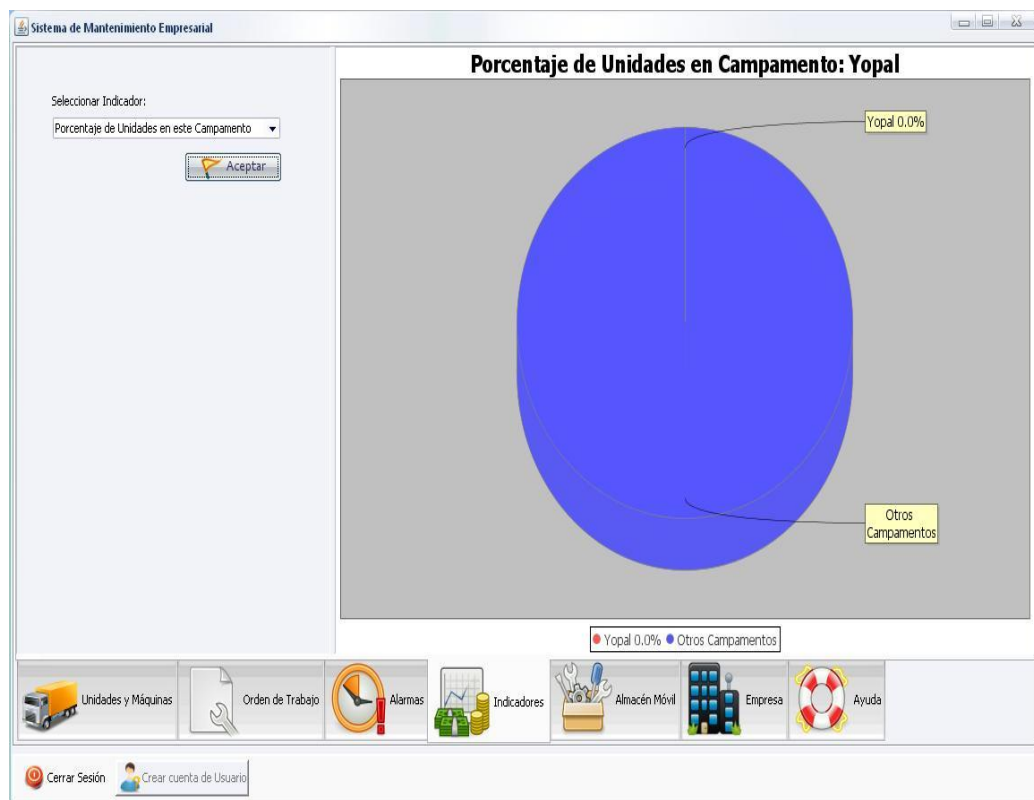 Sistema de Mantenimiento Empresarial
Seleccionar Indicador:
Porcentaje de Unidades en este Campamento
Aceptar
Porcentaje de Unidades en Campamento: Yopal
Yopal 0.0%
Otros
Campamentos
Yopal 0.0% Otros Campamentos
Unidades y Máquinas
Orden de Trabajo
Alarmas
Indicadores
Almacén Móvil
Empresa
Ayuda
Cerrar Sesión
Crear cuenta de Usuario